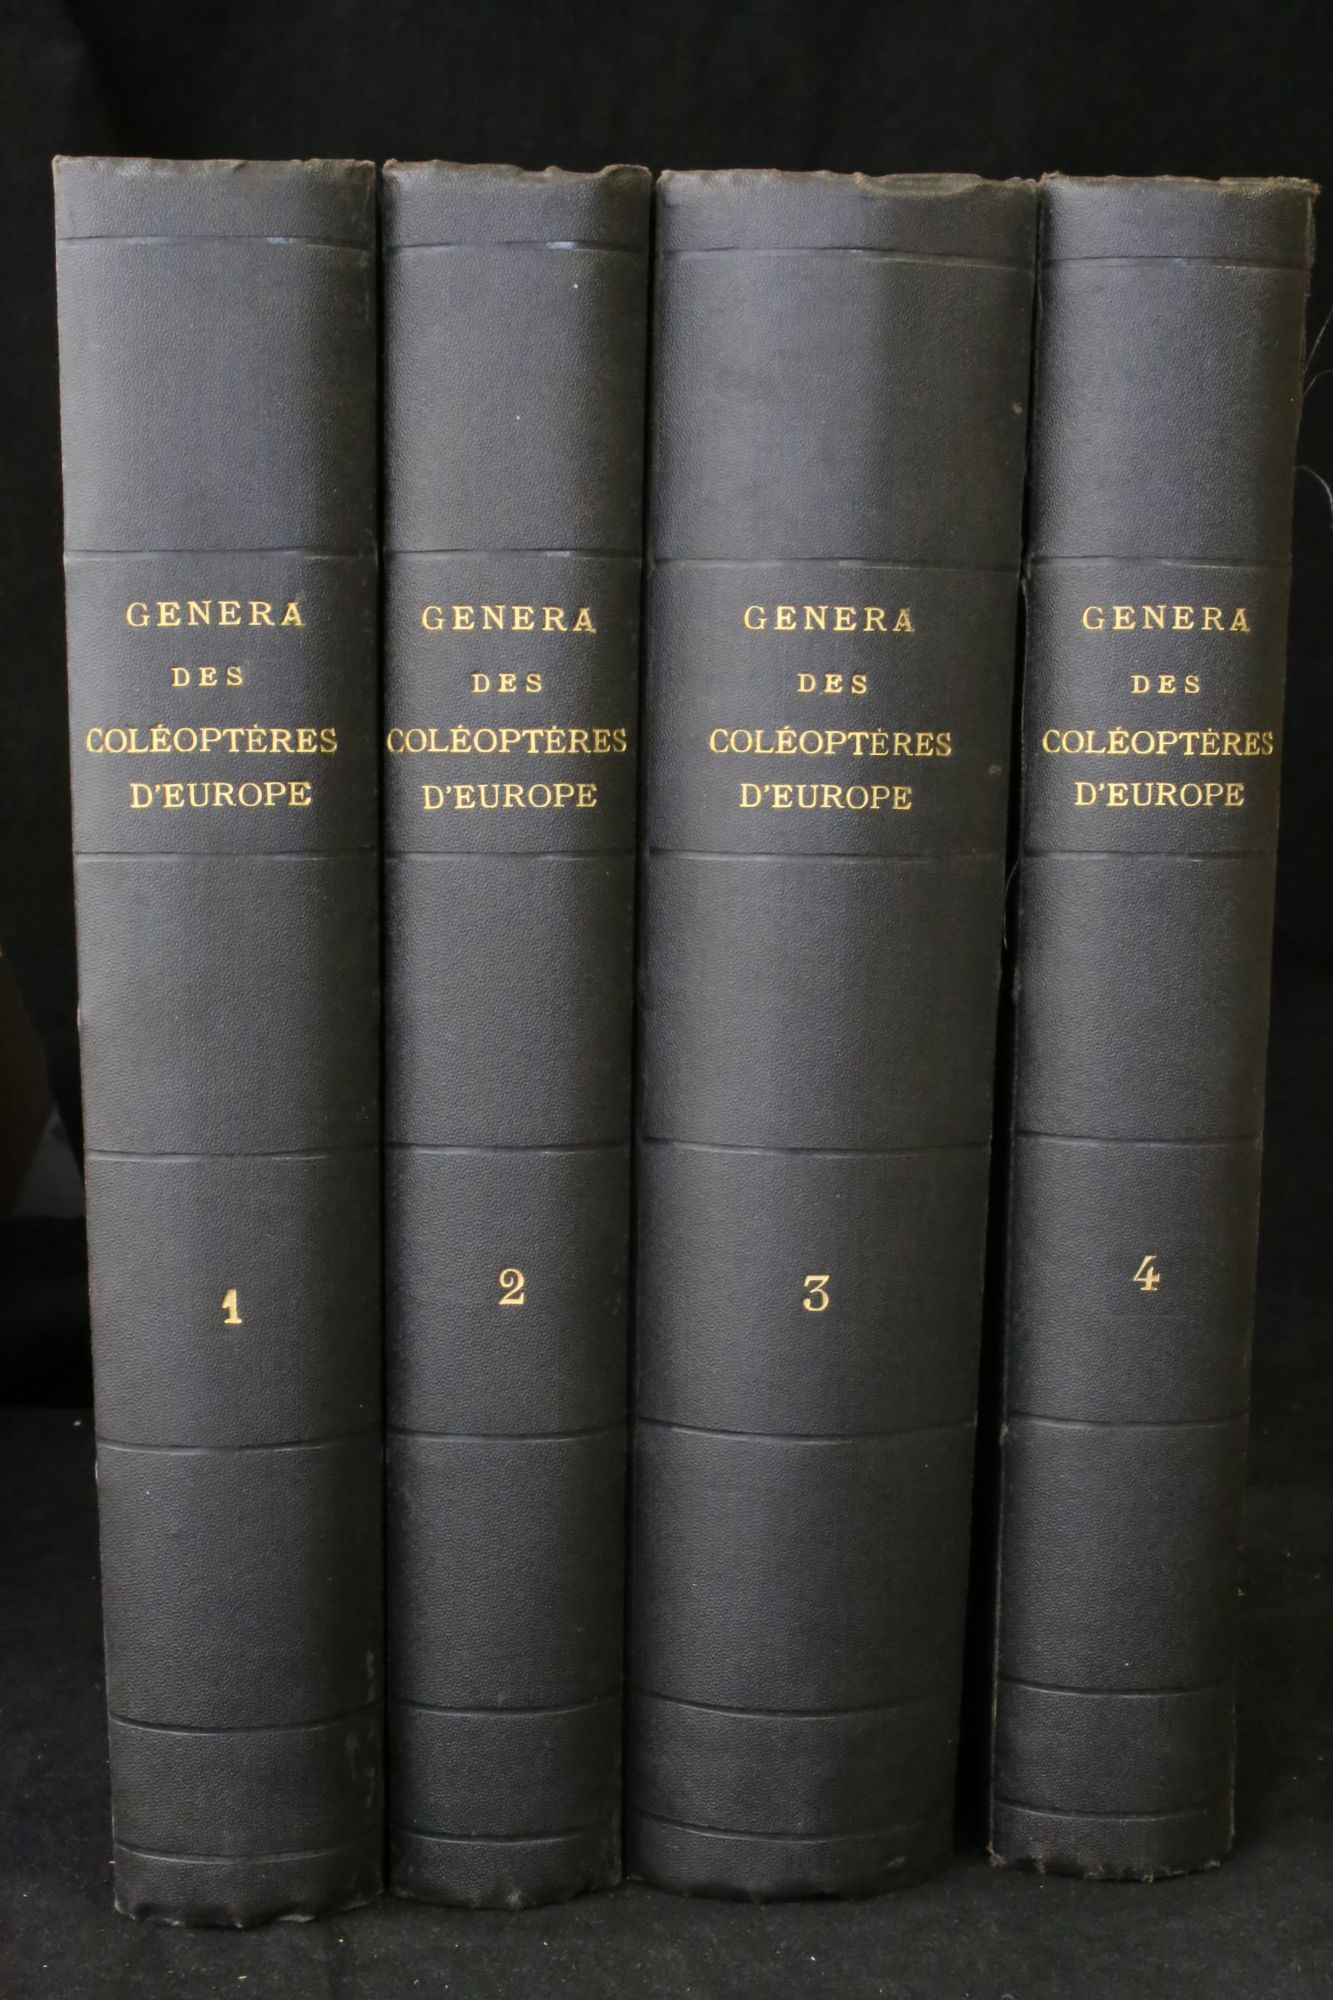 GENERA
DES
COLÉOPTÈRES
D'EUROPE
1
GENERA
DES
COLÉOPTÈRES
D'EUROPE
2
GENERA
DES
COLÉOPTÈRES
D'EUROPE
3
GENERA
DES
COLÉOPTÈRES
D'EUROPE
4